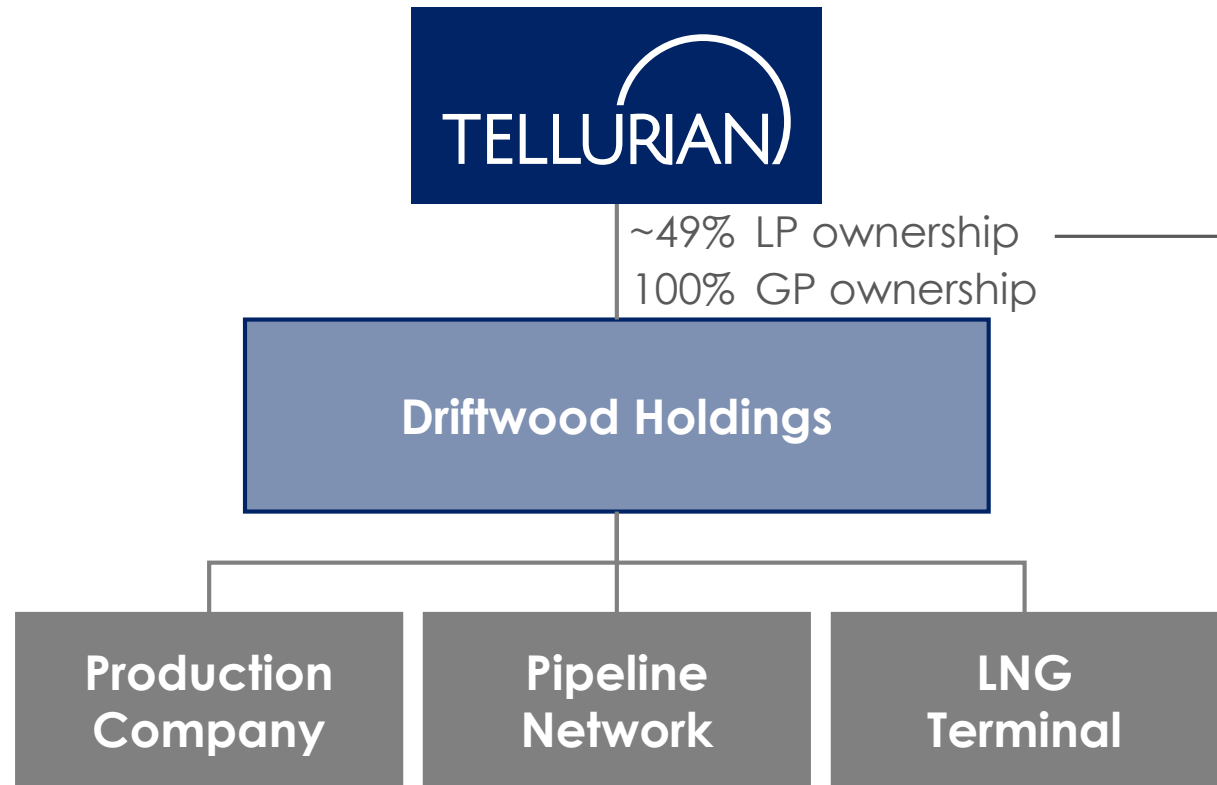 TELLURIAN
~49% LP ownership
100% GP ownership
Driftwood Holdings
Production
Company
Pipeline
Network
LNG
Terminal